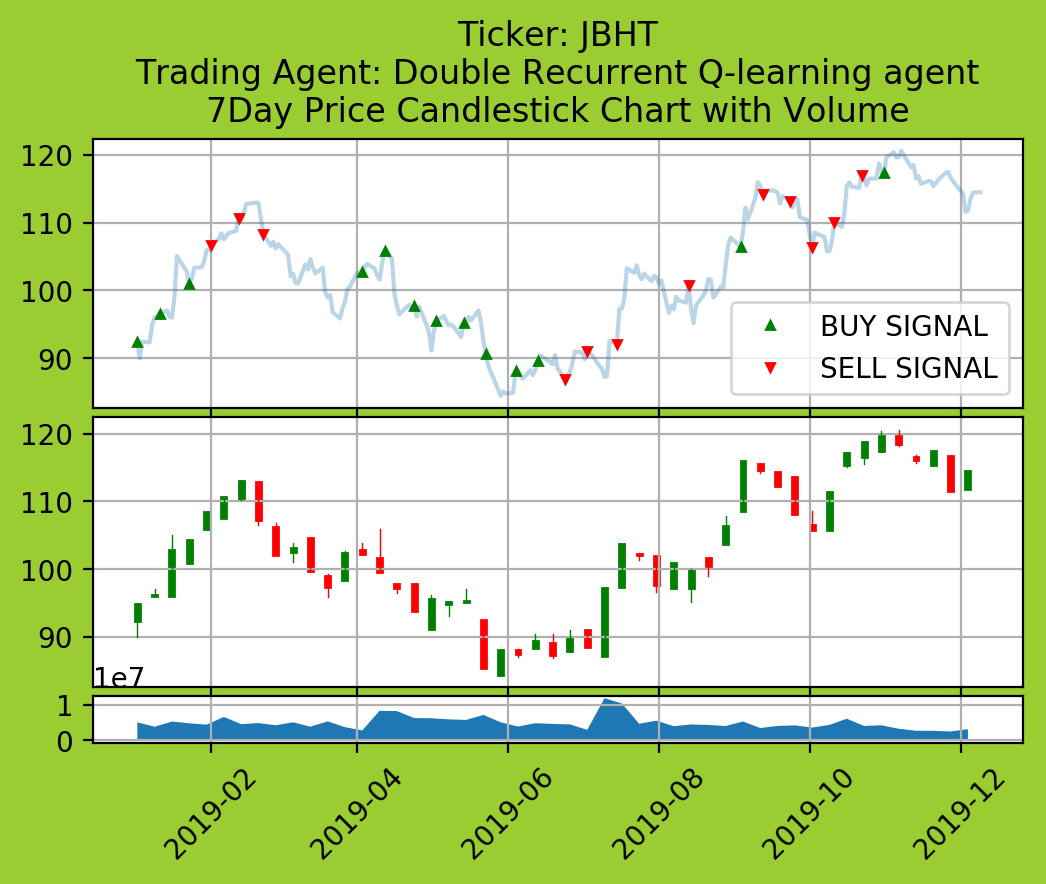 Ticker: JBHT
Trading Agent: Double Recurrent Q-learning agent
7Day Price Candlestick Chart with Volume
120
110
100
90
BUY SIGNAL
SELL SIGNAL
120
110
100
90
1e7
1
0
2019-02
2019-04
2019-06
2019-08
2019-10
2019-12